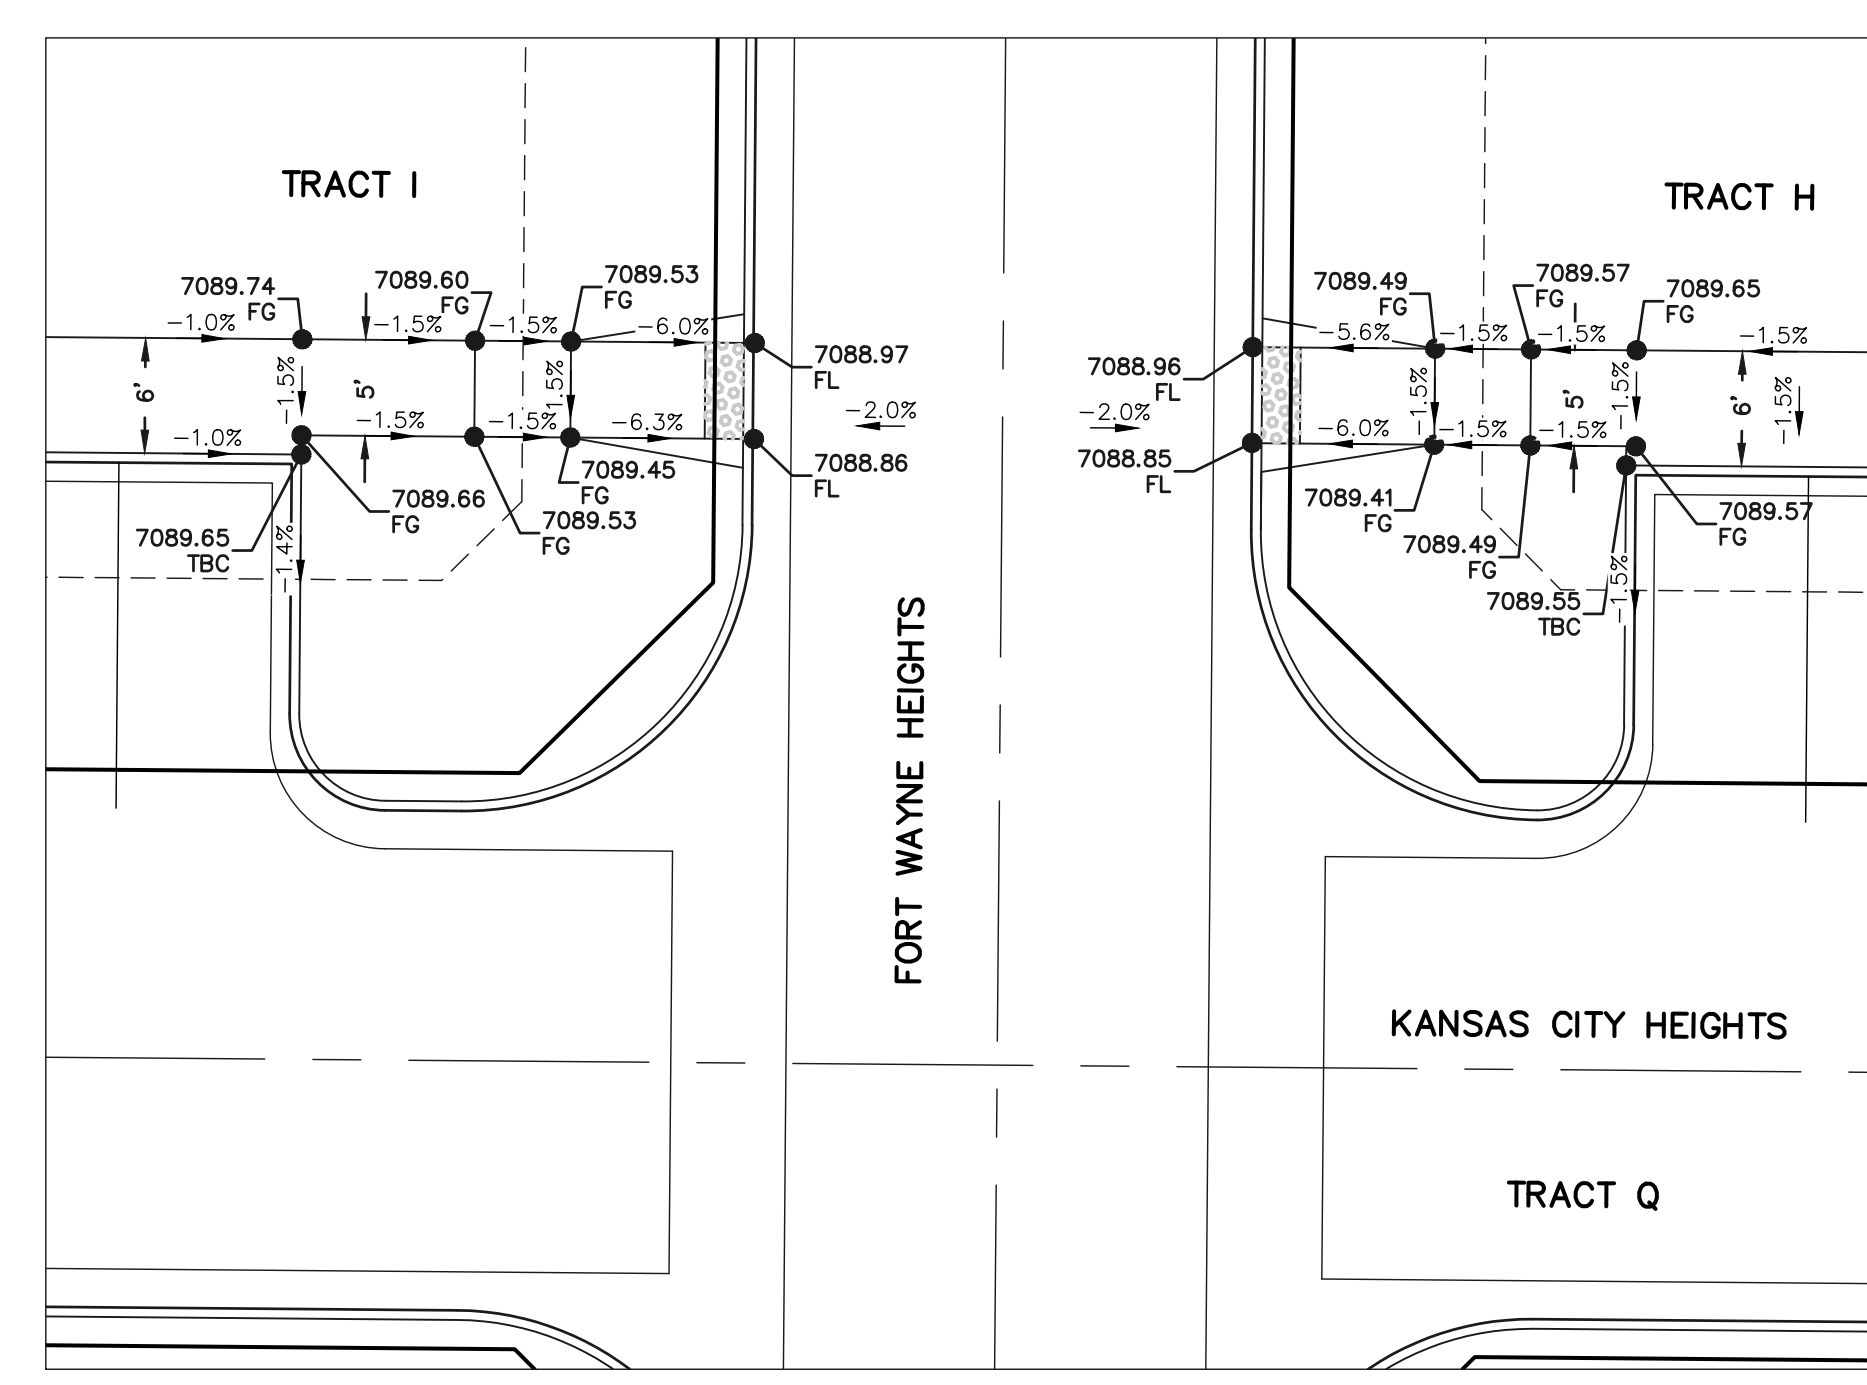 TRACT I
TRACT H
7089.74
FG
7089.60
FG
7089.53
FG
-1.0%
-1.5%
-1.5%
-6.0%
7088.97
FL
6'
-1.5%
5'
-1.5%
-1.0%
-1.5%
-1.5%
-6.3%
7088.86
FL
7089.45
FG
7089.66
FG
7089.53
FG
7089.65
TBC
-1.4%
-2.0%
-2.0%
7089.49
FG
7089.57
FG
7089.65
FG
-5.6%
-1.5%
-1.5%
-1.5%
7088.96
FL
-1.5%
5'
-1.5%
6'
-1.5%
-6.0%
-1.5%
-1.5%
7088.85
FL
7089.41
FG
7089.49
FG
7089.57
FG
7089.55
TBC
-1.5%
FORT WAYNE HEIGHTS
KANSAS CITY HEIGHTS
TRACT Q